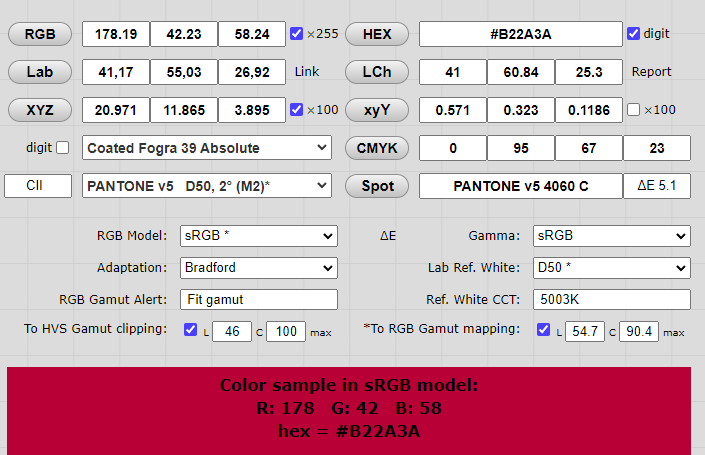 RGB 178.19 42.23 58.24 ×255 HEX #B22A3A digit
Lab 41,17 55,03 26,92 Link LCh 41 60.84 25.3 Report
XYZ 20.971 11.865 3.895 ×100 xyY 0.571 0.323 0.1186 ×100
digit Coated Fogra 39 Absolute CMYK 0 95 67 23
CII PANTONE v5 D50, 2° (M2)* Spot PANTONE v5 4060 C ΔE 5.1
RGB Model: sRGB * ΔE Gamma: sRGB
Adaptation: Bradford Lab Ref. White: D50 *
RGB Gamut Alert: Fit gamut Ref. White CCT: 5003K
To HVS Gamut clipping: L 46 C 100 max *To RGB Gamut mapping: L 54.7 C 90.4 max
Color sample in sRGB model:
R: 178 G: 42 B: 58
hex = #B22A3A